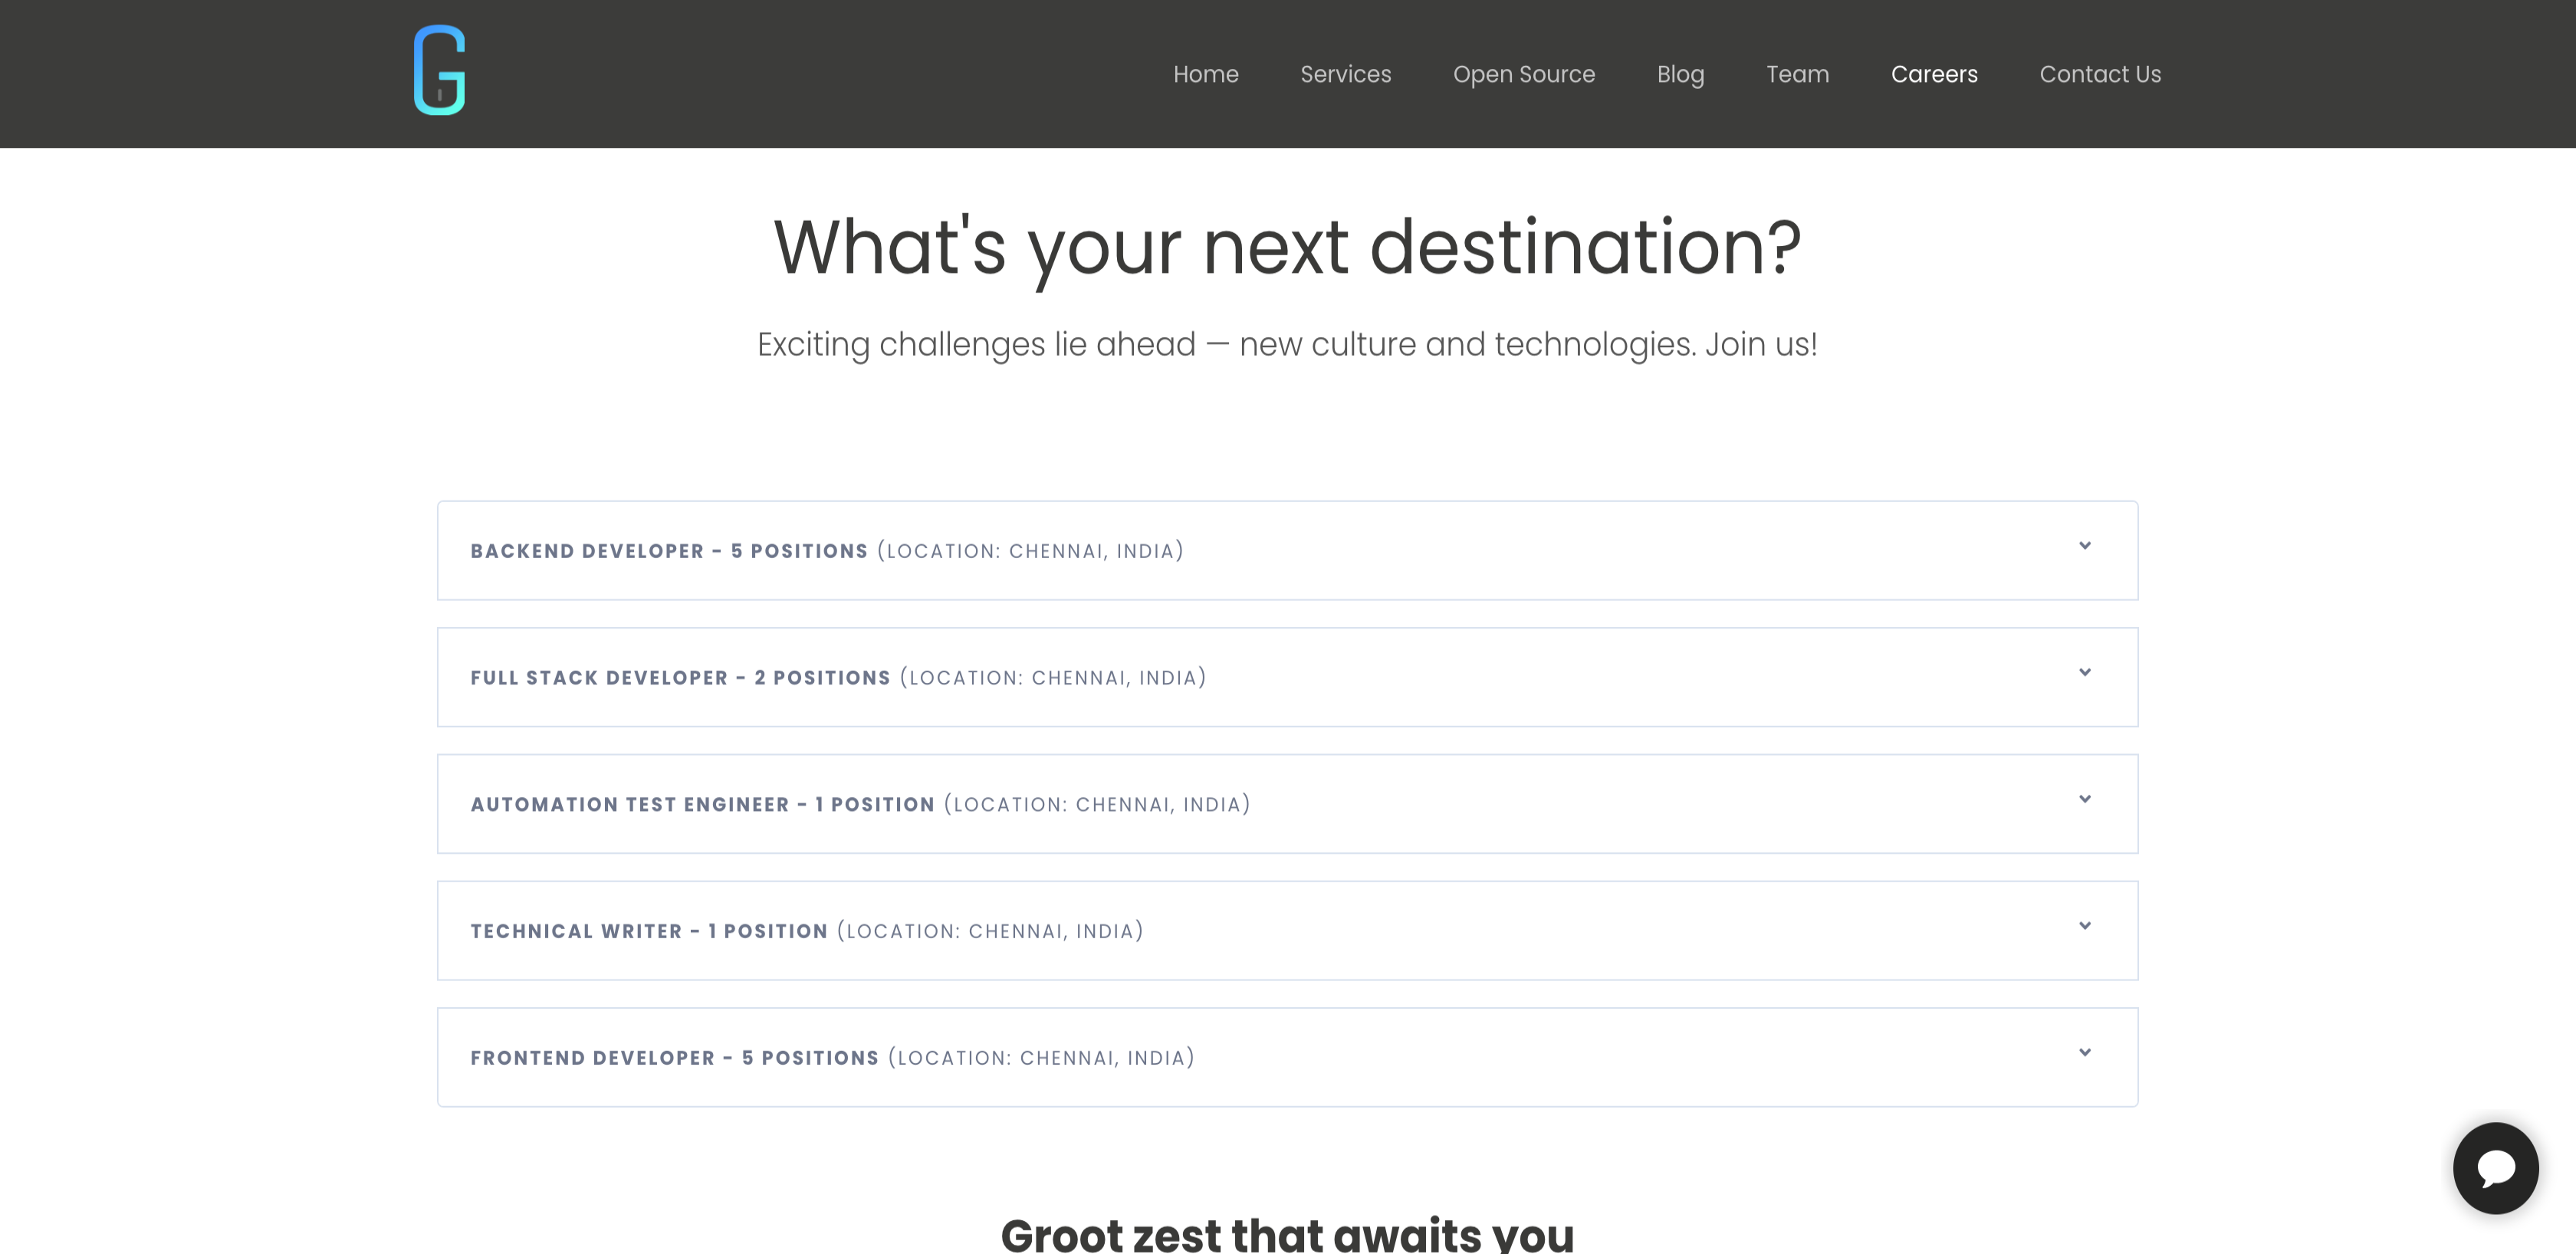 G
Home Services Open Source Blog Team Careers Contact Us
What's your next destination?
Exciting challenges lie ahead — new culture and technologies. Join us!
BACKEND DEVELOPER - 5 POSITIONS (LOCATION: CHENNAI, INDIA)
FULL STACK DEVELOPER - 2 POSITIONS (LOCATION: CHENNAI, INDIA)
AUTOMATION TEST ENGINEER - 1 POSITION (LOCATION: CHENNAI, INDIA)
TECHNICAL WRITER - 1 POSITION (LOCATION: CHENNAI, INDIA)
FRONTEND DEVELOPER - 5 POSITIONS (LOCATION: CHENNAI, INDIA)
Groot zest that awaits you